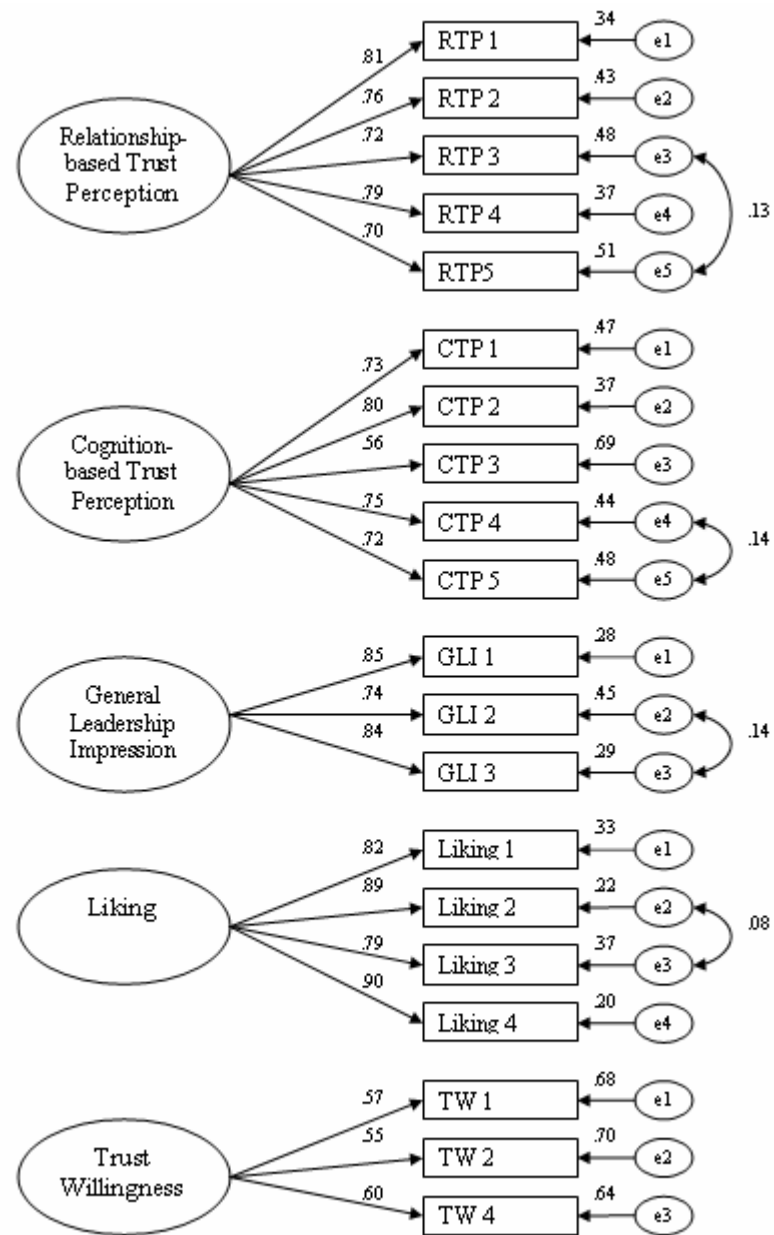 .34
RTP 1
e1
.81
.43
.76
RTP 2
e2
Relationship-
based Trust
Perception
.72
.48
RTP 3
e3
.13
.79
.37
RTP 4
e4
.70
.51
RTP5
e5
.47
CTP 1
e1
.73
.37
.80
CTP 2
e2
Cognition-
based Trust
Perception
.56
.69
CTP 3
e3
.75
.44
CTP 4
e4
.14
.72
.48
CTP 5
e5
.28
.85
GLI 1
e1
General
Leadership
Impression
.74
.45
GLI 2
e2
.14
.84
.29
GLI 3
e3
.33
.82
Liking 1
e1
Liking
.89
.22
Liking 2
e2
.08
.79
.37
Liking 3
e3
.90
.20
Liking 4
e4
.68
.57
TW 1
e1
Trust
Willingness
.55
.70
TW 2
e2
.60
.64
TW 4
e3